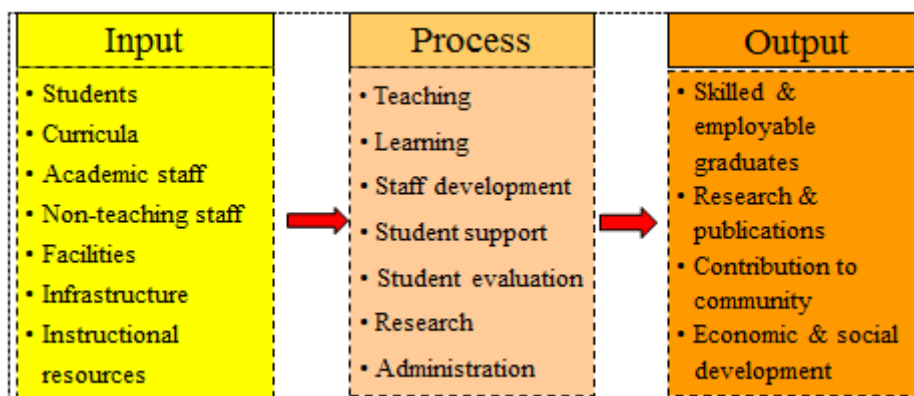 Input
• Students
• Curricula
• Academic staff
• Non-teaching staff
• Facilities
• Infrastructure
• Instructional
resources
Process
• Teaching
• Learning
• Staff development
• Student support
• Student evaluation
• Research
• Administration
Output
• Skilled &
employable
graduates
• Research &
publications
• Contribution to
community
• Economic & social
development